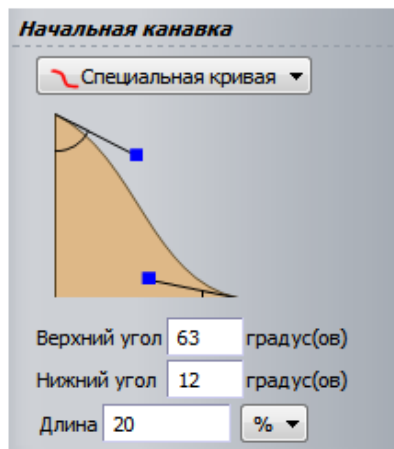 Начальная канавка
Специальная кривая
Верхний угол 63 градус(ов)
Нижний угол 12 градус(ов)
Длина 20 %